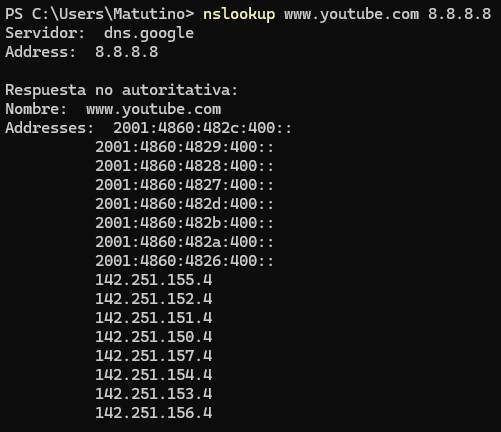 PS C:\Users\Matutino> nslookup www.youtube.com 8.8.8.8
Servidor:  dns.google
Address:  8.8.8.8

Respuesta no autoritativa:
Nombre:  www.youtube.com
Addresses:  2001:4860:482c:400::
          2001:4860:4829:400::
          2001:4860:4828:400::
          2001:4860:4827:400::
          2001:4860:482d:400::
          2001:4860:482b:400::
          2001:4860:482a:400::
          2001:4860:4826:400::
          142.251.155.4
          142.251.152.4
          142.251.151.4
          142.251.150.4
          142.251.157.4
          142.251.154.4
          142.251.153.4
          142.251.156.4